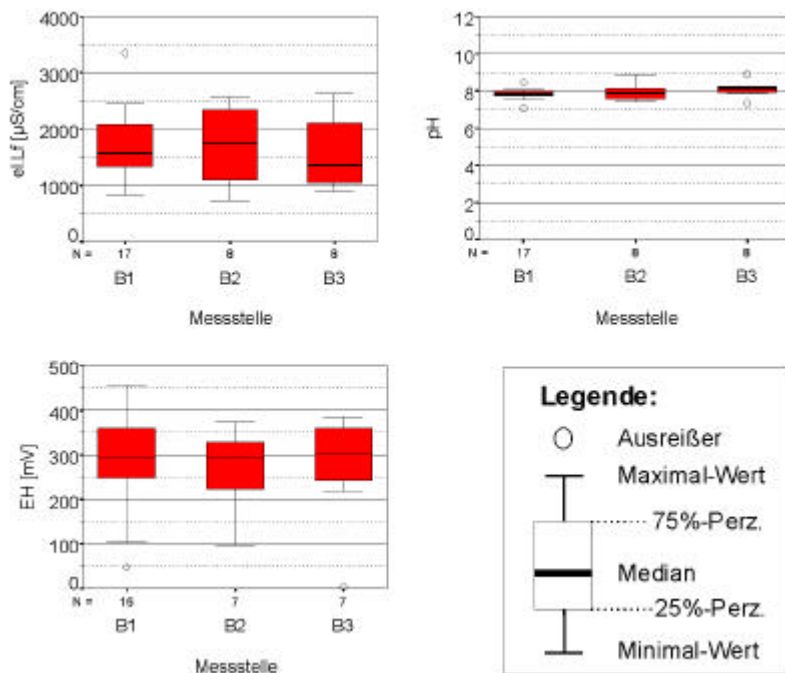 4000
3000
2000
1000
0
el.Lf [µS/cm]
N = 17 8 8
B1 B2 B3
Messstelle
12
10
8
6
4
2
0
pH
N = 17 8 8
B1 B2 B3
Messstelle
500
400
300
200
100
0
EH [mV]
N = 16 7 7
B1 B2 B3
Messstelle
Legende:
Ausreißer
Maximal-Wert
75%-Perz.
Median
25%-Perz.
Minimal-Wert